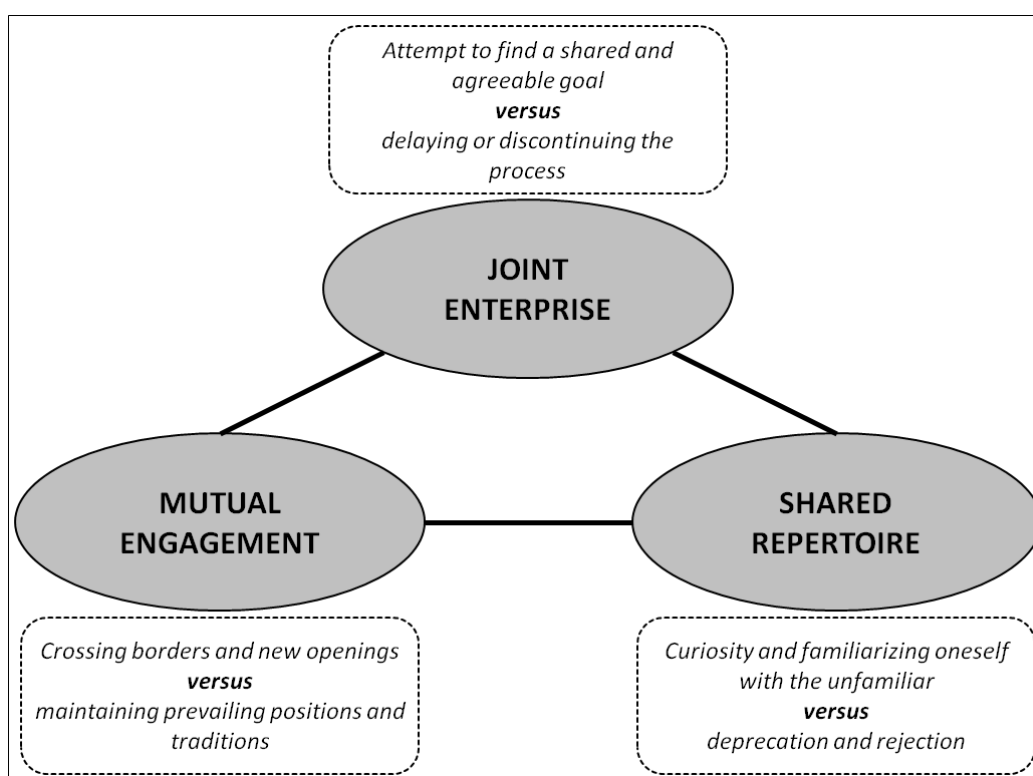 Attempt to find a shared and
agreeable goal
versus
delaying or discontinuing the
process
JOINT
ENTERPRISE
MUTUAL
ENGAGEMENT
SHARED
REPERTOIRE
Crossing borders and new openings
versus
maintaining prevailing positions and
traditions
Curiosity and familiarizing oneself
with the unfamiliar
versus
deprecation and rejection